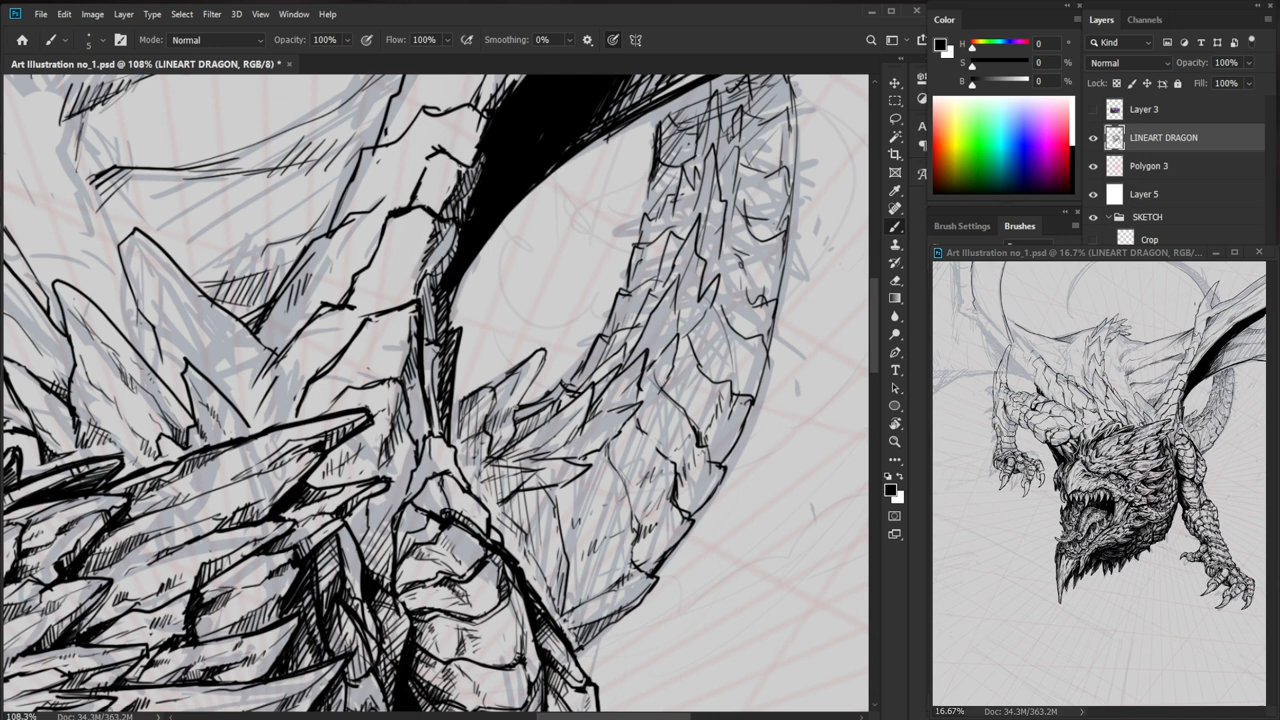 Ps File Edit Image Layer Type Select Filter 3D View Window Help
5 Mode: Normal Opacity: 100% Flow: 100% Smoothing: 0%
Art Illustration no_1.psd @ 108% (LINEART DRAGON, RGB/8) * ×
108.3% Doc: 34.3M/363.2M
Color
H 0 °
S 0 %
B 0 %
Brush Settings Brushes
Layers Channels
Kind
Normal Opacity: 100%
Lock: Fill: 100%
Layer 3
LINEART DRAGON
Polygon 3
Layer 5
SKETCH
Crop
Ps Art Illustration no_1.psd @ 16.7% (LINEART DRAGON, RGB/...
16.67% Doc: 34.3M/363.2M